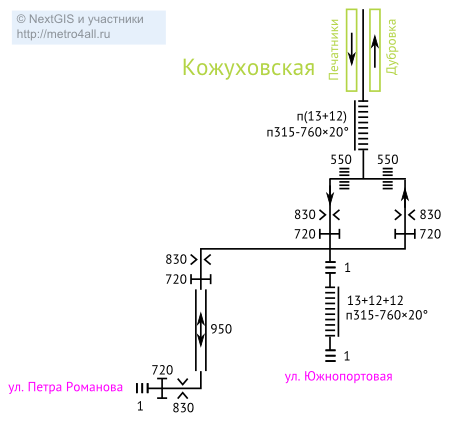 © NextGIS и участники
http://metro4all.ru
Печатники
Дубровка
Кожуховская
п(13+12)
п315-760×20°
550
550
830
830
720
720
830
1
720
13+12+12
п315-760×20°
950
1
720
ул. Южнопортовая
ул. Петра Романова
1
830